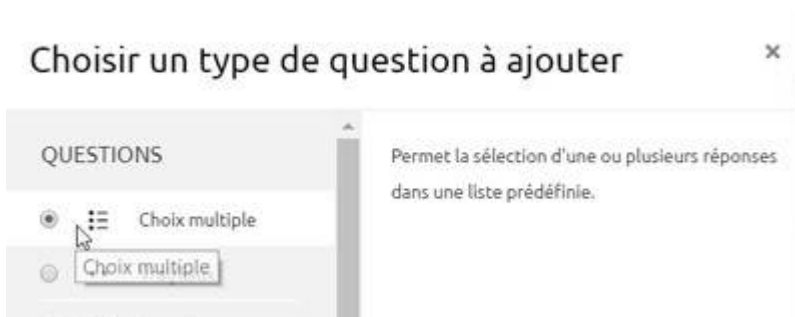 Choisir un type de question à ajouter
×
QUESTIONS
Permet la sélection d'une ou plusieurs réponses
dans une liste prédéfinie.
Choix multiple
Choix multiple